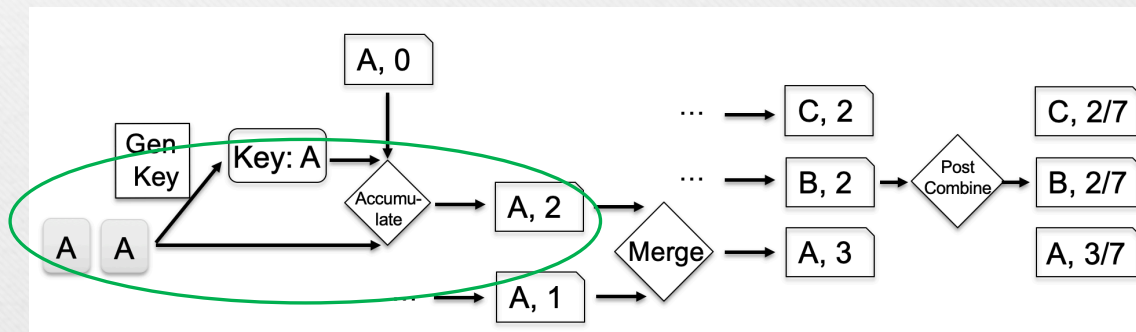 A, 0
Gen
Key
Key: A
Accumu-
late
A A
A, 2
...
A, 1
Merge
...
C, 2
...
B, 2
A, 3
Post
Combine
C, 2/7
B, 2/7
A, 3/7